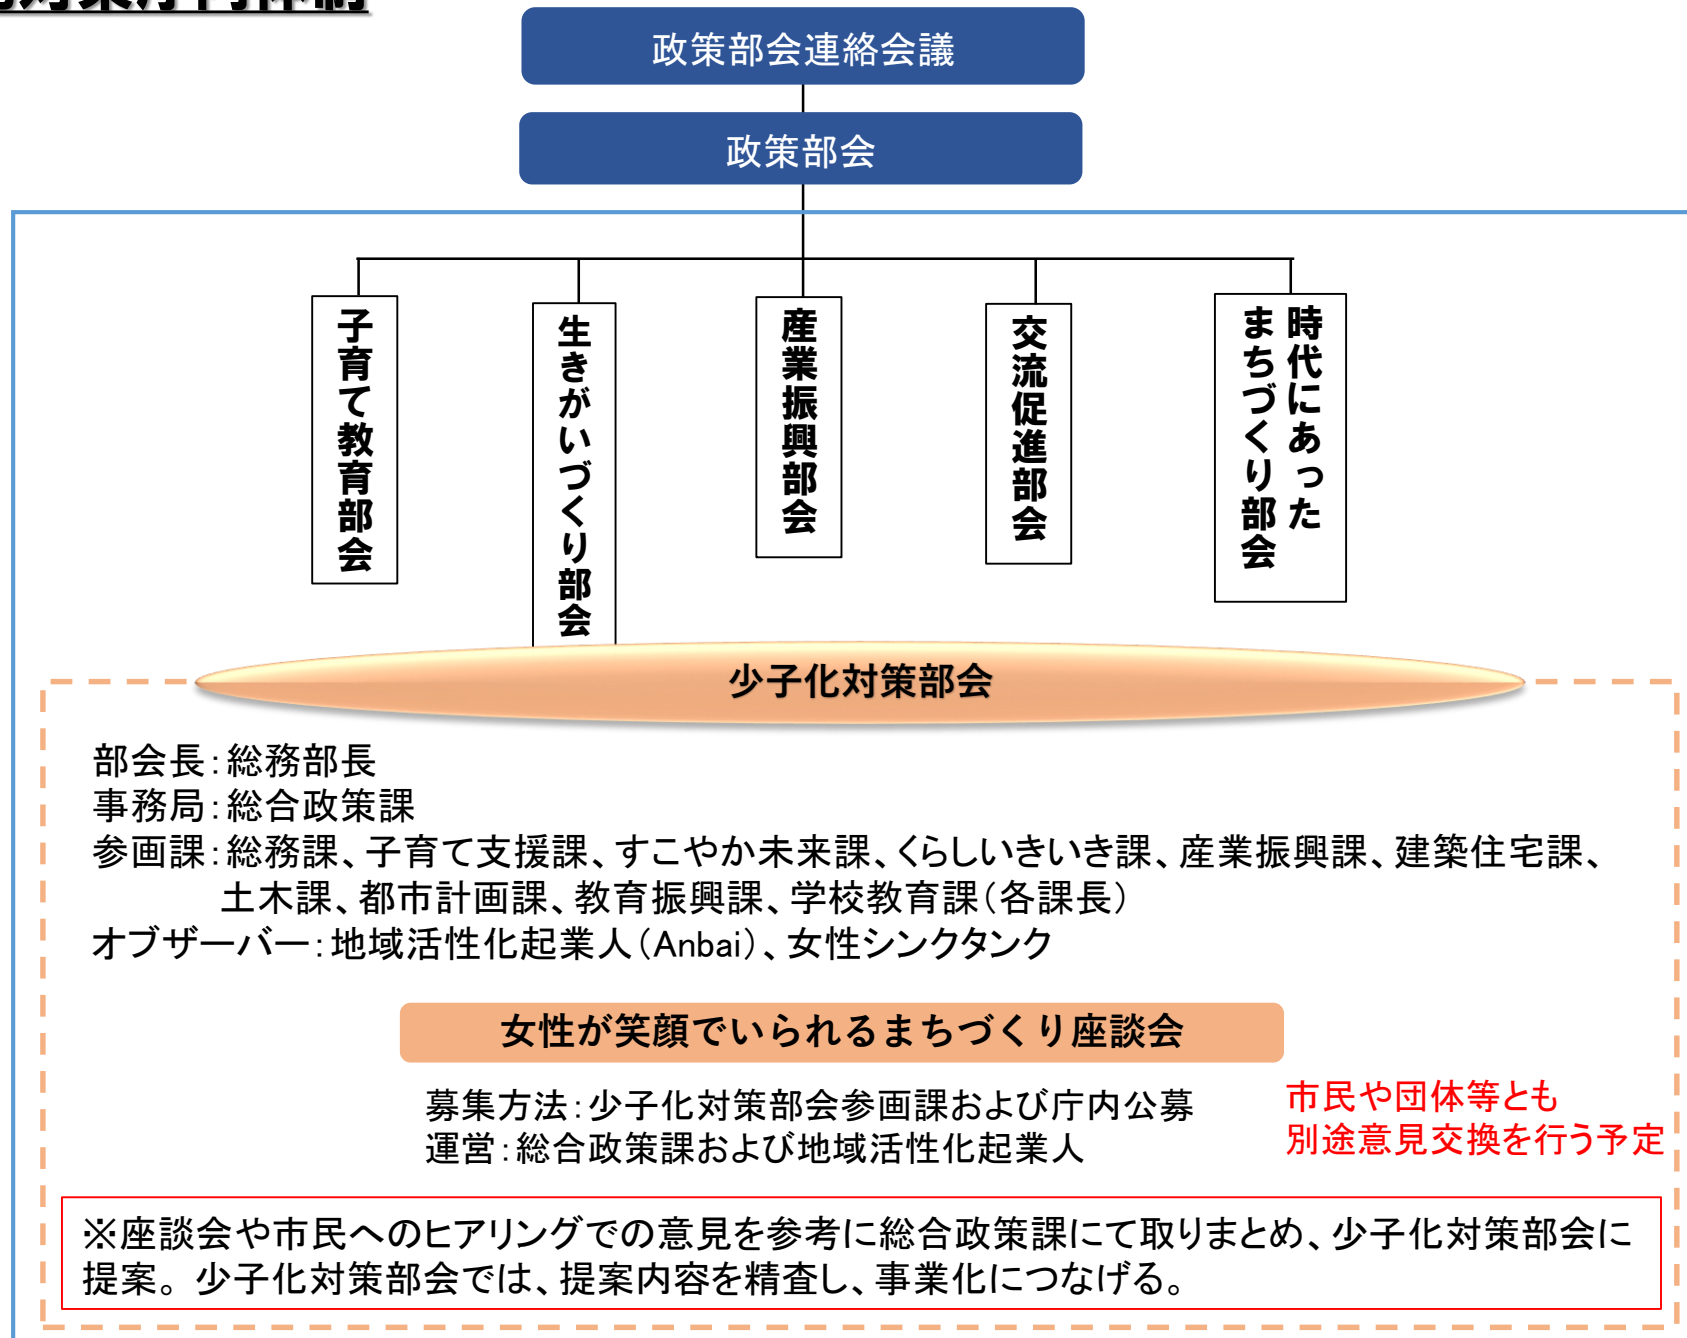 政策部会連絡会議
政策部会
子育て教育部会
生きがいづくり部会
産業振興部会
交流促進部会
時代にあった
まちづくり部会
少子化対策部会
部会長：総務部長
事務局：総合政策課
参画課：総務課、子育て支援課、すこやか未来課、くらしいきいき課、産業振興課、建築住宅課、
土木課、都市計画課、教育振興課、学校教育課（各課長）
オブザーバー：地域活性化起業人（Anbai）、女性シンクタンク
女性が笑顔でいられるまちづくり座談会
募集方法：少子化対策部会参画課および庁内公募
運営：総合政策課および地域活性化起業人
市民や団体等とも
別途意見交換を行う予定
※座談会や市民へのヒアリングでの意見を参考に総合政策課にて取りまとめ、少子化対策部会に
提案。少子化対策部会では、提案内容を精査し、事業化につなげる。